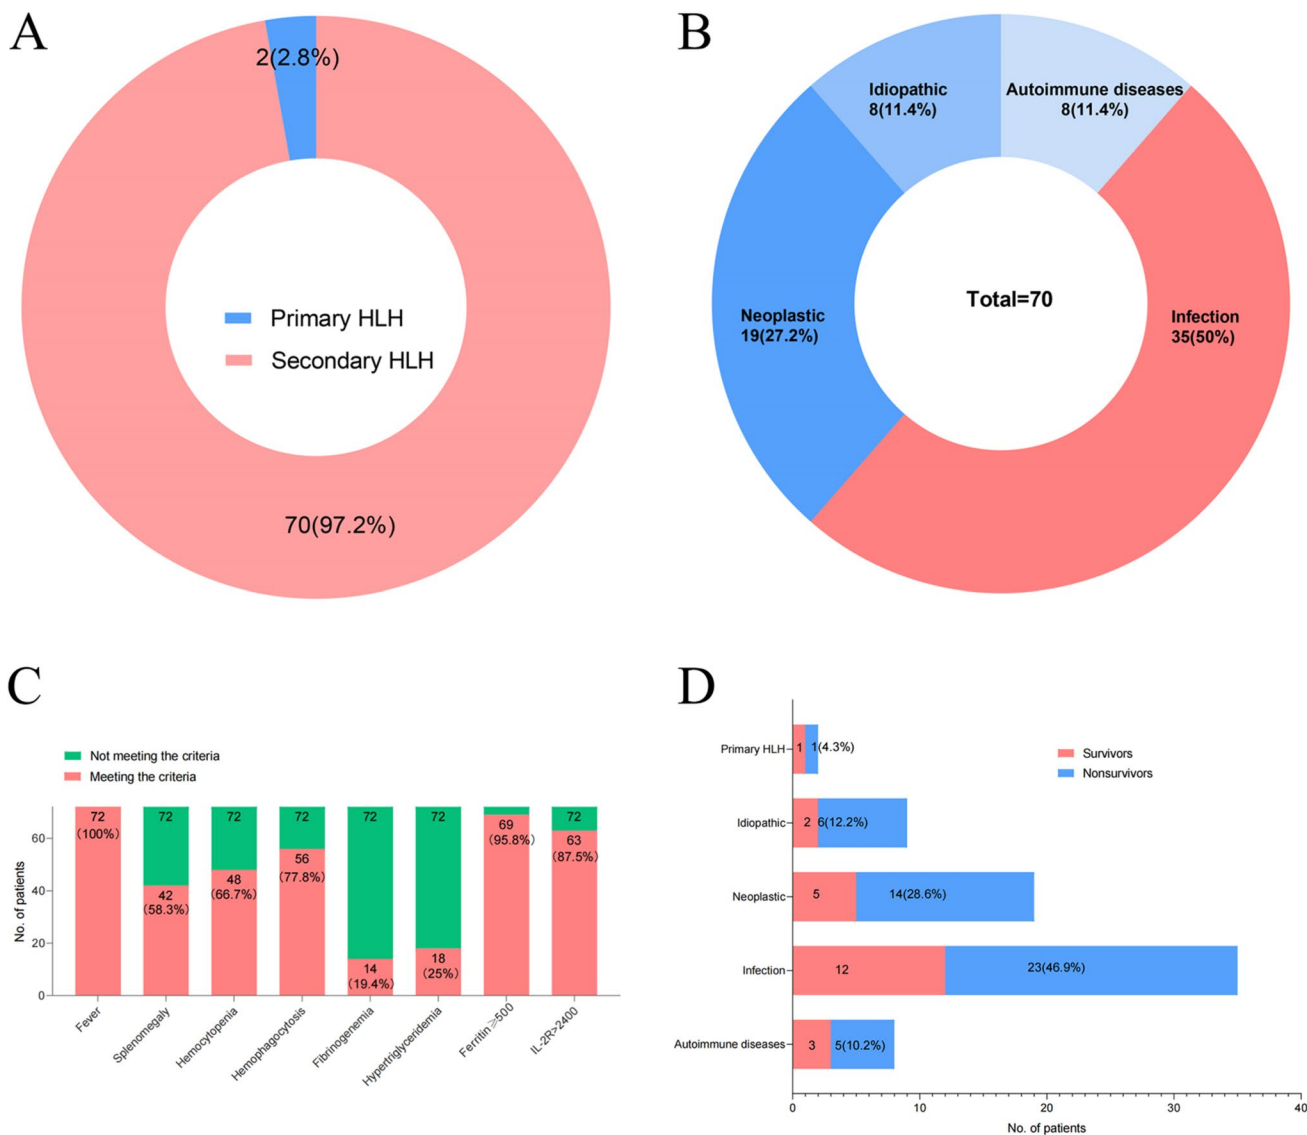 A
2(2.8%)
Primary HLH
Secondary HLH
70(97.2%)
B
Idiopathic
8(11.4%)
Autoimmune diseases
8(11.4%)
Neoplastic
19(27.2%)
Total=70
Infection
35(50%)
C
Not meeting the criteria
Meeting the criteria
No. of patients
60
40
20
0
72
(100%)
72
42
(58.3%)
72
48
(66.7%)
72
56
(77.8%)
72
14
(19.4%)
72
18
(25%)
69
(95.8%)
72
63
(87.5%)
Fever
Splenomegaly
Hemocytopenia
Hemophagocytosis
Fibrinogenemia
Hypertriglyceridemia
Ferritin≥500
IL-2R>2400
D
Survivors
Nonsurvivors
Primary HLH
1 1(4.3%)
Idiopathic
2 6(12.2%)
Neoplastic
5 14(28.6%)
Infection
12 23(46.9%)
Autoimmune diseases
3 5(10.2%)
0 10 20 30 40
No. of patients